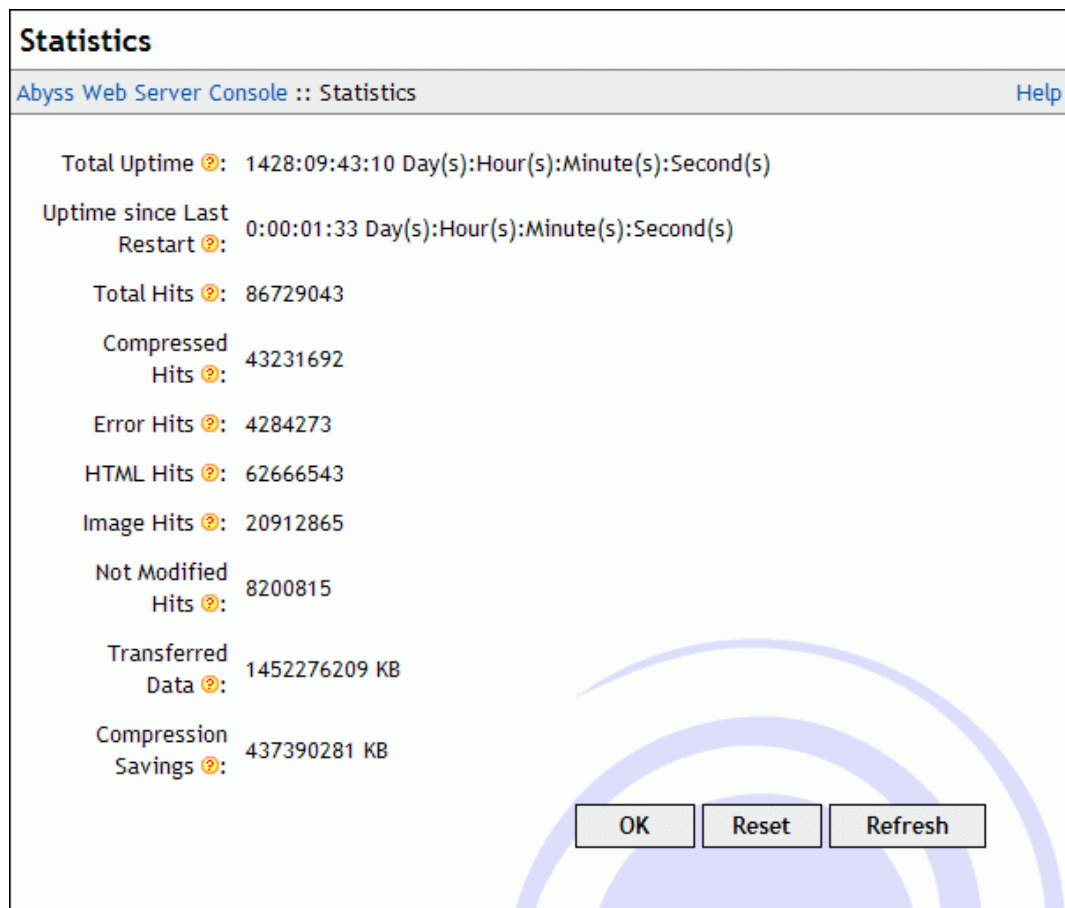 Statistics
Abyss Web Server Console :: Statistics Help
Total Uptime ?: 1428:09:43:10 Day(s):Hour(s):Minute(s):Second(s)
Uptime since Last
Restart ?: 0:00:01:33 Day(s):Hour(s):Minute(s):Second(s)
Total Hits ?: 86729043
Compressed
Hits ?: 43231692
Error Hits ?: 4284273
HTML Hits ?: 62666543
Image Hits ?: 20912865
Not Modified
Hits ?: 8200815
Transferred
Data ?: 1452276209 KB
Compression
Savings ?: 437390281 KB
OK Reset Refresh